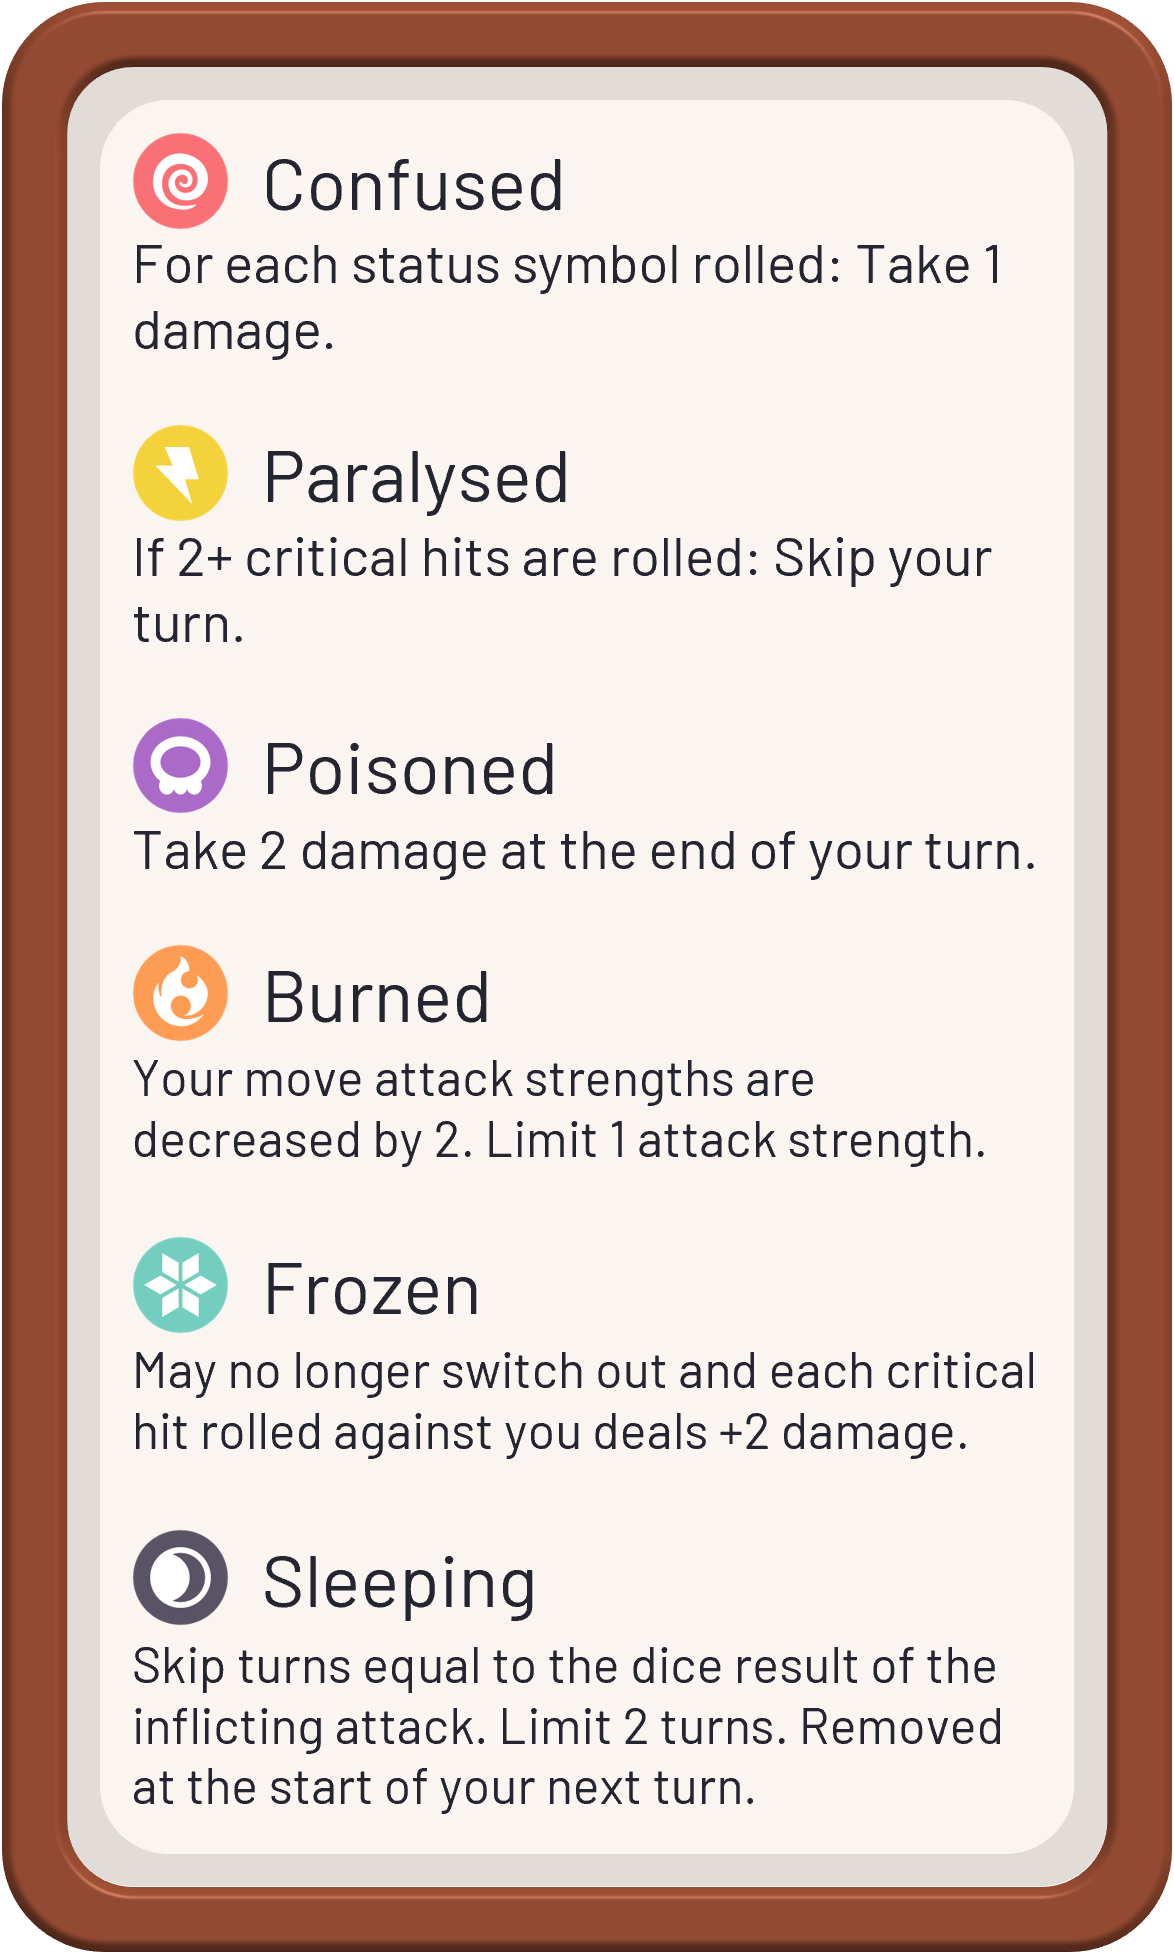 Confused
For each status symbol rolled: Take 1
damage.
Paralysed
If 2+ critical hits are rolled: Skip your
turn.
Poisoned
Take 2 damage at the end of your turn.
Burned
Your move attack strengths are
decreased by 2. Limit 1 attack strength.
Frozen
May no longer switch out and each critical
hit rolled against you deals +2 damage.
Sleeping
Skip turns equal to the dice result of the
inflicting attack. Limit 2 turns. Removed
at the start of your next turn.